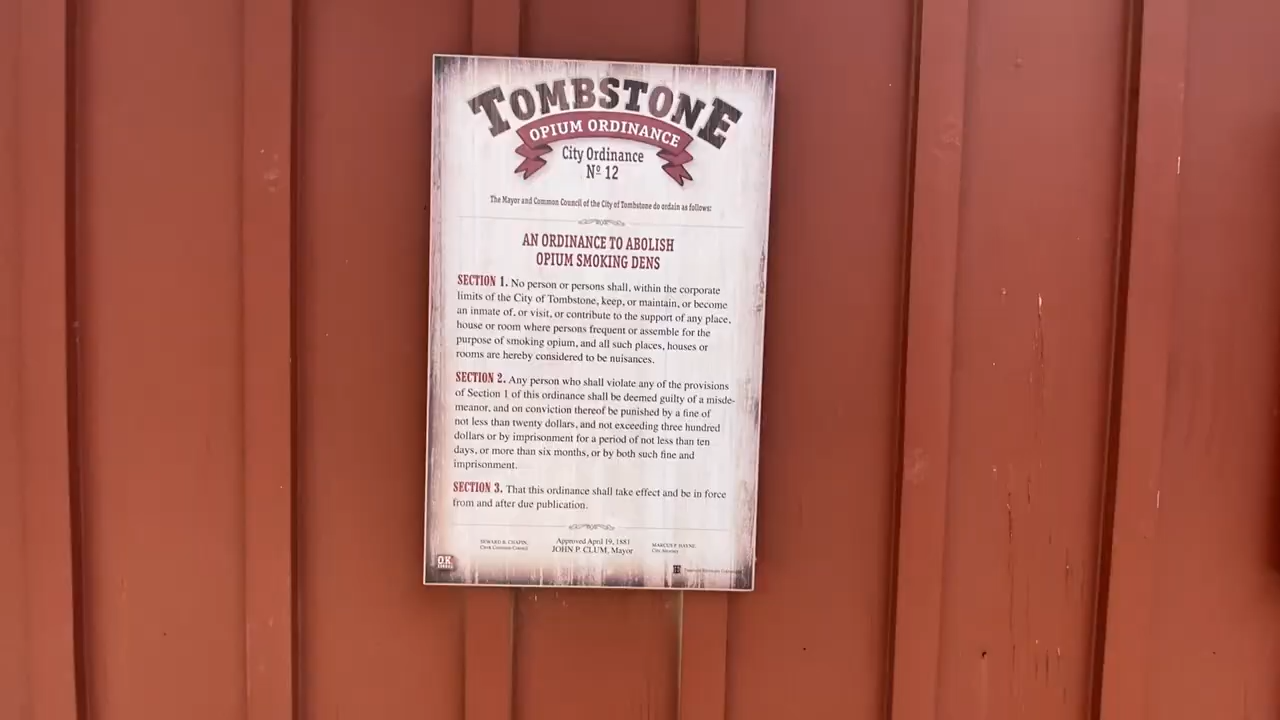 TOMBSTONE
OPIUM ORDINANCE
City Ordinance
Nº 12
The Mayor and Common Council of the City of Tombstone do ordain as follows:
AN ORDINANCE TO ABOLISH
OPIUM SMOKING DENS
SECTION 1. No person or persons shall, within the corporate
limits of the City of Tombstone, keep, or maintain, or become
an inmate of, or visit, or contribute to the support of any place,
house or room where persons frequent or assemble for the
purpose of smoking opium, and all such places, houses or
rooms are hereby considered to be nuisances.
SECTION 2. Any person who shall violate any of the provisions
of Section 1 of this ordinance shall be deemed guilty of a misde-
meanor, and on conviction thereof be punished by a fine of
not less than twenty dollars, and not exceeding three hundred
dollars or by imprisonment for a period of not less than ten
days, or more than six months, or by both such fine and
imprisonment.
SECTION 3. That this ordinance shall take effect and be in force
from and after due publication.
Approved April 19, 1881
JOHN P. CLUM, Mayor
CHAPIN,
Clerk Common Council
MARCUS P. HAYNE,
City Attorney
O.K.